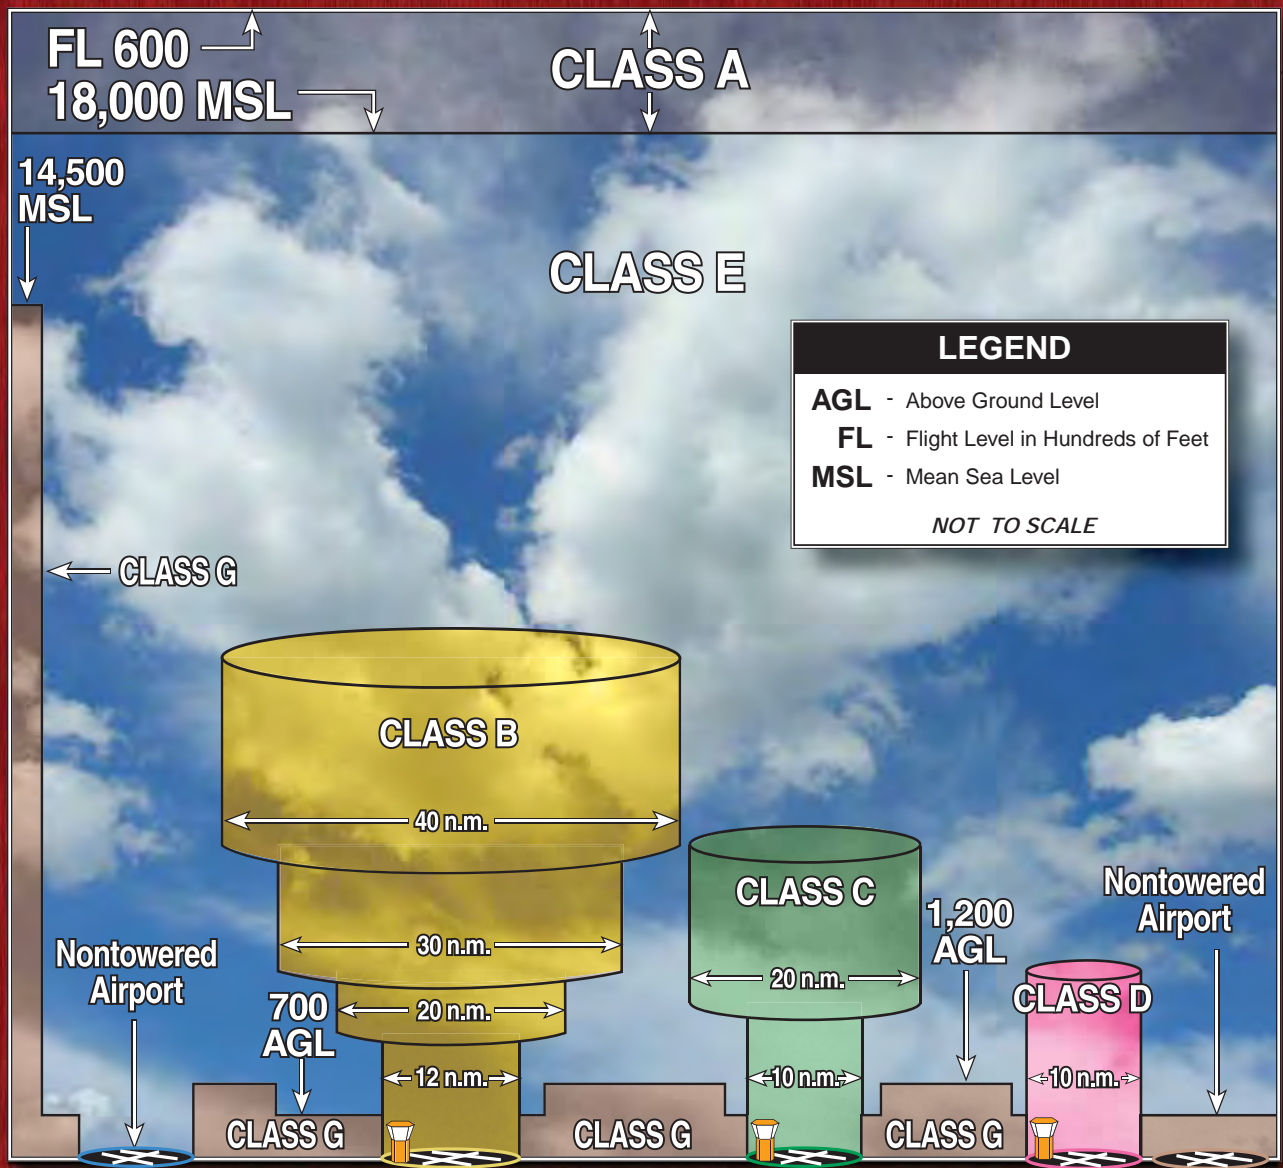 FL 600
18,000 MSL
CLASS A
14,500
MSL
CLASS E
LEGEND
AGL - Above Ground Level
FL - Flight Level in Hundreds of Feet
MSL - Mean Sea Level
NOT TO SCALE
CLASS G
CLASS B
40 n.m.
30 n.m.
20 n.m.
12 n.m.
CLASS C
20 n.m.
10 n.m.
1,200
AGL
CLASS D
10 n.m.
Nontowered
Airport
Nontowered
Airport
700
AGL
CLASS G
CLASS G
CLASS G